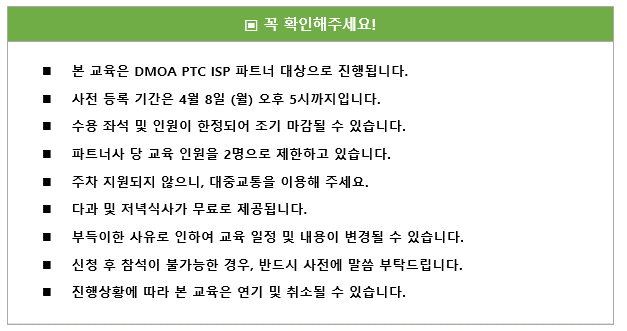 ▣ 꼭 확인해주세요!
■ 본 교육은 DMOA PTC ISP 파트너 대상으로 진행됩니다.
■ 사전 등록 기간은 4월 8일 (월) 오후 5시까지입니다.
■ 수용 좌석 및 인원이 한정되어 조기 마감될 수 있습니다.
■ 파트너사 당 교육 인원을 2명으로 제한하고 있습니다.
■ 주차 지원되지 않으니, 대중교통을 이용해 주세요.
■ 다과 및 저녁식사가 무료로 제공됩니다.
■ 부득이한 사유로 인하여 교육 일정 및 내용이 변경될 수 있습니다.
■ 신청 후 참석이 불가능한 경우, 반드시 사전에 말씀 부탁드립니다.
■ 진행상황에 따라 본 교육은 연기 및 취소될 수 있습니다.